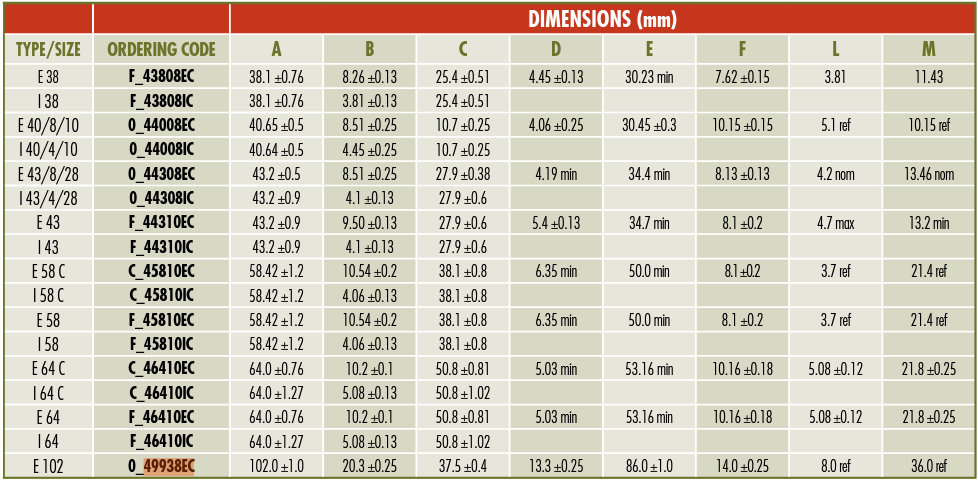 DIMENSIONS (mm)
TYPE/SIZE ORDERING CODE A B C D E F L M
E 38 F_43808EC 38.1 ±0.76 8.26 ±0.13 25.4 ±0.51 4.45 ±0.13 30.23 min 7.62 ±0.15 3.81 11.43
I 38 F_43808IC 38.1 ±0.76 3.81 ±0.13 25.4 ±0.51
E 40/8/10 0_44008EC 40.65 ±0.5 8.51 ±0.25 10.7 ±0.25 4.06 ±0.25 30.45 ±0.3 10.15 ±0.15 5.1 ref 10.15 ref
I 40/4/10 0_44008IC 40.64 ±0.5 4.45 ±0.25 10.7 ±0.25
E 43/8/28 0_44308EC 43.2 ±0.5 8.51 ±0.25 27.9 ±0.38 4.19 min 34.4 min 8.13 ±0.13 4.2 nom 13.46 nom
I 43/4/28 0_44308IC 43.2 ±0.9 4.1 ±0.13 27.9 ±0.6
E 43 F_44310EC 43.2 ±0.9 9.50 ±0.13 27.9 ±0.6 5.4 ±0.13 34.7 min 8.1 ±0.2 4.7 max 13.2 min
I 43 F_44310IC 43.2 ±0.9 4.1 ±0.13 27.9 ±0.6
E 58 C C_45810EC 58.42 ±1.2 10.54 ±0.2 38.1 ±0.8 6.35 min 50.0 min 8.1 ±0.2 3.7 ref 21.4 ref
I 58 C C_45810IC 58.42 ±1.2 4.06 ±0.13 38.1 ±0.8
E 58 F_45810EC 58.42 ±1.2 10.54 ±0.2 38.1 ±0.8 6.35 min 50.0 min 8.1 ±0.2 3.7 ref 21.4 ref
I 58 F_45810IC 58.42 ±1.2 4.06 ±0.13 38.1 ±0.8
E 64 C C_46410EC 64.0 ±0.76 10.2 ±0.1 50.8 ±0.81 5.03 min 53.16 min 10.16 ±0.18 5.08 ±0.12 21.8 ±0.25
I 64 C C_46410IC 64.0 ±1.27 5.08 ±0.13 50.8 ±1.02
E 64 F_46410EC 64.0 ±0.76 10.2 ±0.1 50.8 ±0.81 5.03 min 53.16 min 10.16 ±0.18 5.08 ±0.12 21.8 ±0.25
I 64 F_46410IC 64.0 ±1.27 5.08 ±0.13 50.8 ±1.02
E 102 0_49938EC 102.0 ±1.0 20.3 ±0.25 37.5 ±0.4 13.3 ±0.25 86.0 ±1.0 14.0 ±0.25 8.0 ref 36.0 ref